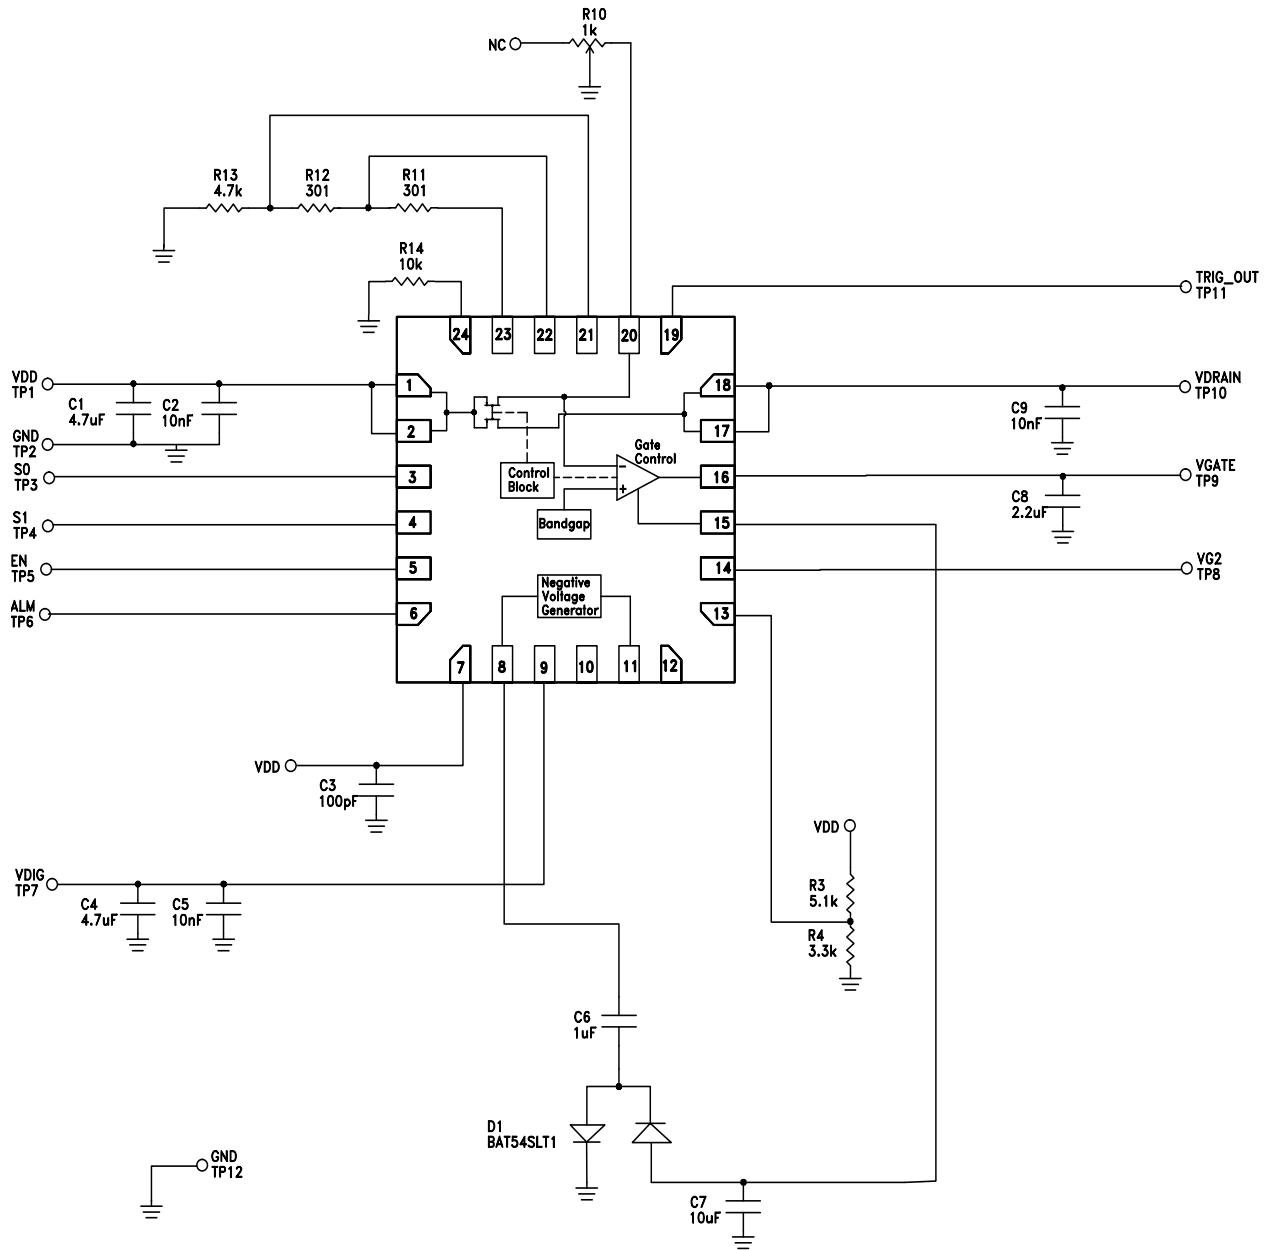 R10
1k
NC
R13
4.7k
R12
301
R11
301
R14
10k
TRIG_OUT
TP11
24
23
22
21
20
19
VDD
TP1
C1
4.7uF
C2
10nF
1
18
VDRAIN
TP10
C9
10nF
GND
TP2
2
17
Gate
Control
S0
TP3
3
Control
Block
−
+
16
VGATE
TP9
C8
2.2uF
S1
TP4
4
Bandgap
15
EN
TP5
5
14
VG2
TP8
Negative
Voltage
Generator
ALM
TP6
6
13
7
8
9
10
11
12
VDD
C3
100pF
VDD
R3
5.1k
R4
3.3k
VDIG
TP7
C4
4.7uF
C5
10nF
C6
1uF
D1
BAT54SLT1
GND
TP12
C7
10uF